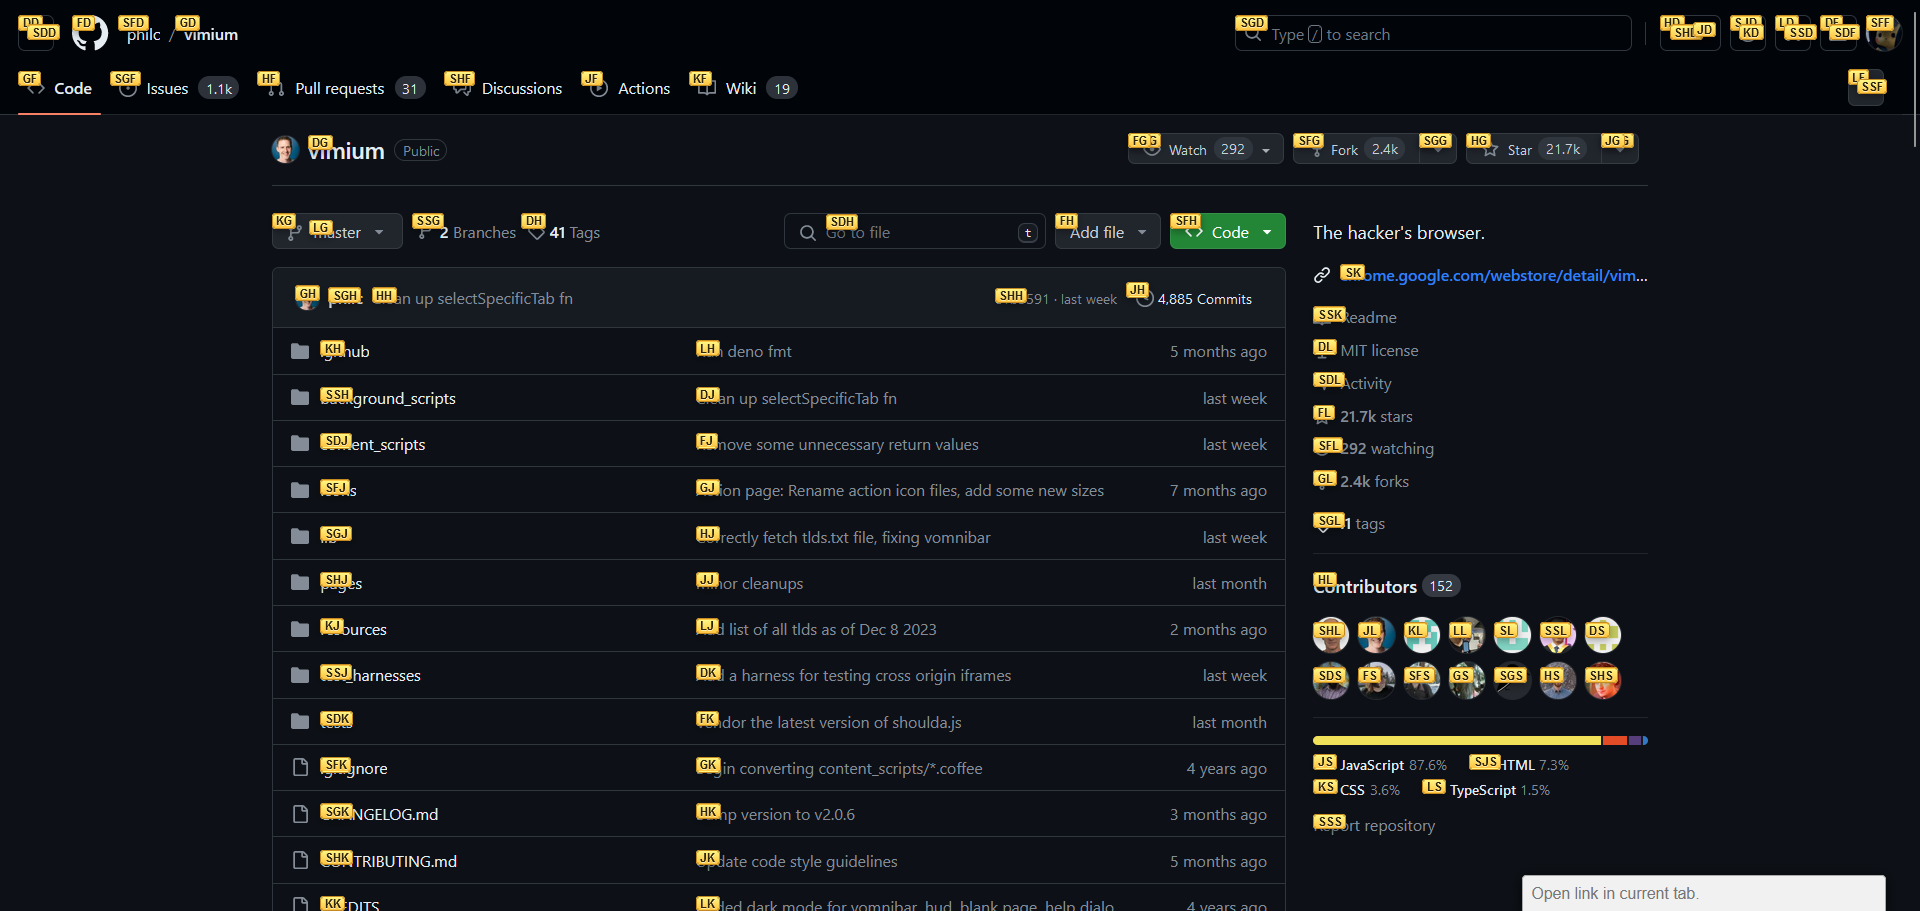 DD SDD FD SFD philc / GD vimium SGD Type / to search HD SHD JD SJD KD LD SSD DF SDF SFF
GF Code SGF Issues 1.1k HF Pull requests 31 SHF Discussions JF Actions KF Wiki 19 LF SSF
DG vimium Public FG Watch 292 SFG Fork 2.4k SGG HG Star 21.7k JG
KG LG master SSG 2 Branches DH 41 Tags SDH Go to file t FH Add file SFH Code
The hacker's browser.
SK ome.google.com/webstore/detail/vim...
GH SGH HH an up selectSpecificTab fn SHH 591 · last week JH 4,885 Commits
SSK Readme
KH hub LH deno fmt 5 months ago
DL MIT license
SDL Activity
SSH ground_scripts DJ an up selectSpecificTab fn last week
FL 21.7k stars
SDJ ent_scripts FJ move some unnecessary return values last week
SFL 292 watching
GL 2.4k forks
SFJ s GJ ion page: Rename action icon files, add some new sizes 7 months ago
SGL 1 tags
SGJ HJ rrectly fetch tlds.txt file, fixing vomnibar last week
SHJ pages JJ nor cleanups last month
HL Contributors 152
KJ ources LJ d list of all tlds as of Dec 8 2023 2 months ago
SHL JL KL LL SL SSL DS
SSJ _harnesses DK d a harness for testing cross origin iframes last week
SDS FS SFS GS SGS HS SHS
SDK tests FK ndor the latest version of shoulda.js last month
SFK gnore GK gin converting content_scripts/*.coffee 4 years ago
JS JavaScript 87.6% SJS HTML 7.3%
KS CSS 3.6% LS TypeScript 1.5%
SGK NGELOG.md HK mp version to v2.0.6 3 months ago
SSS Report repository
SHK TRIBUTING.md JK Update code style guidelines 5 months ago
KK EDITS LK ded dark mode for vomnibar, hud, blank page, help dialo 4 years ago
Open link in current tab.